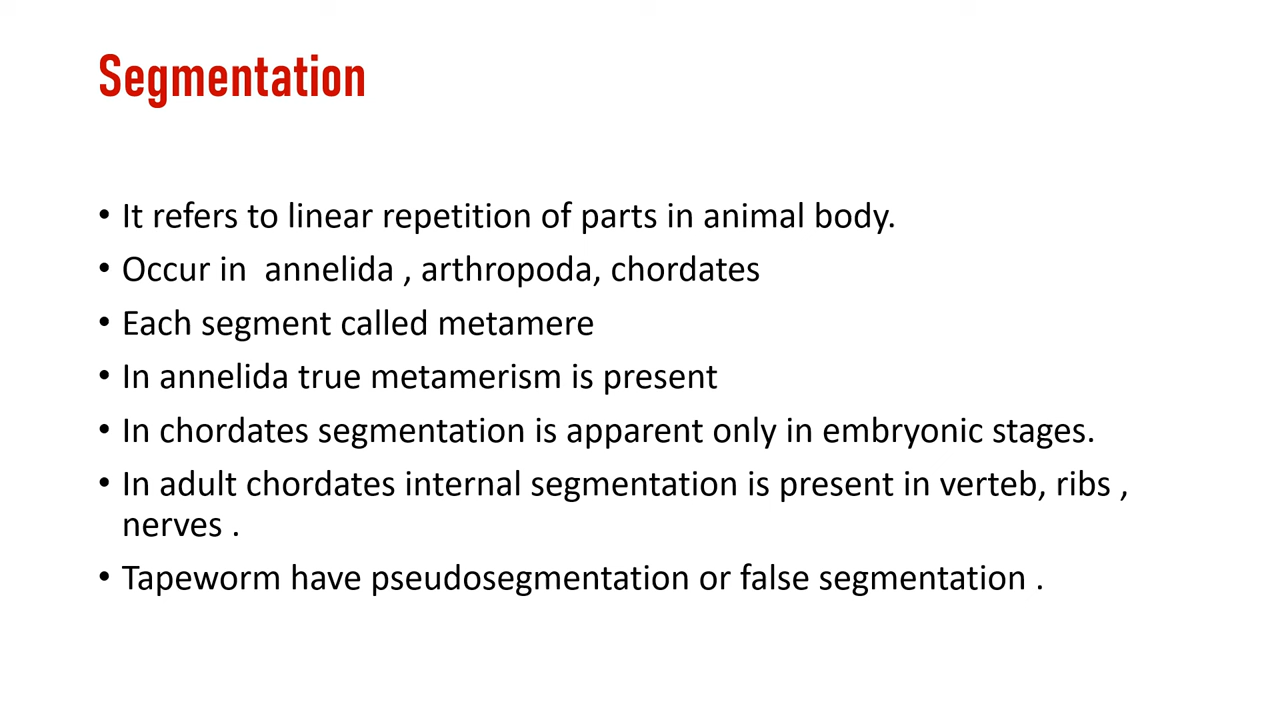 Segmentation
• It refers to linear repetition of parts in animal body.
• Occur in  annelida , arthropoda, chordates
• Each segment called metamere
• In annelida true metamerism is present
• In chordates segmentation is apparent only in embryonic stages.
• In adult chordates internal segmentation is present in verteb, ribs ,
nerves .
• Tapeworm have pseudosegmentation or false segmentation .